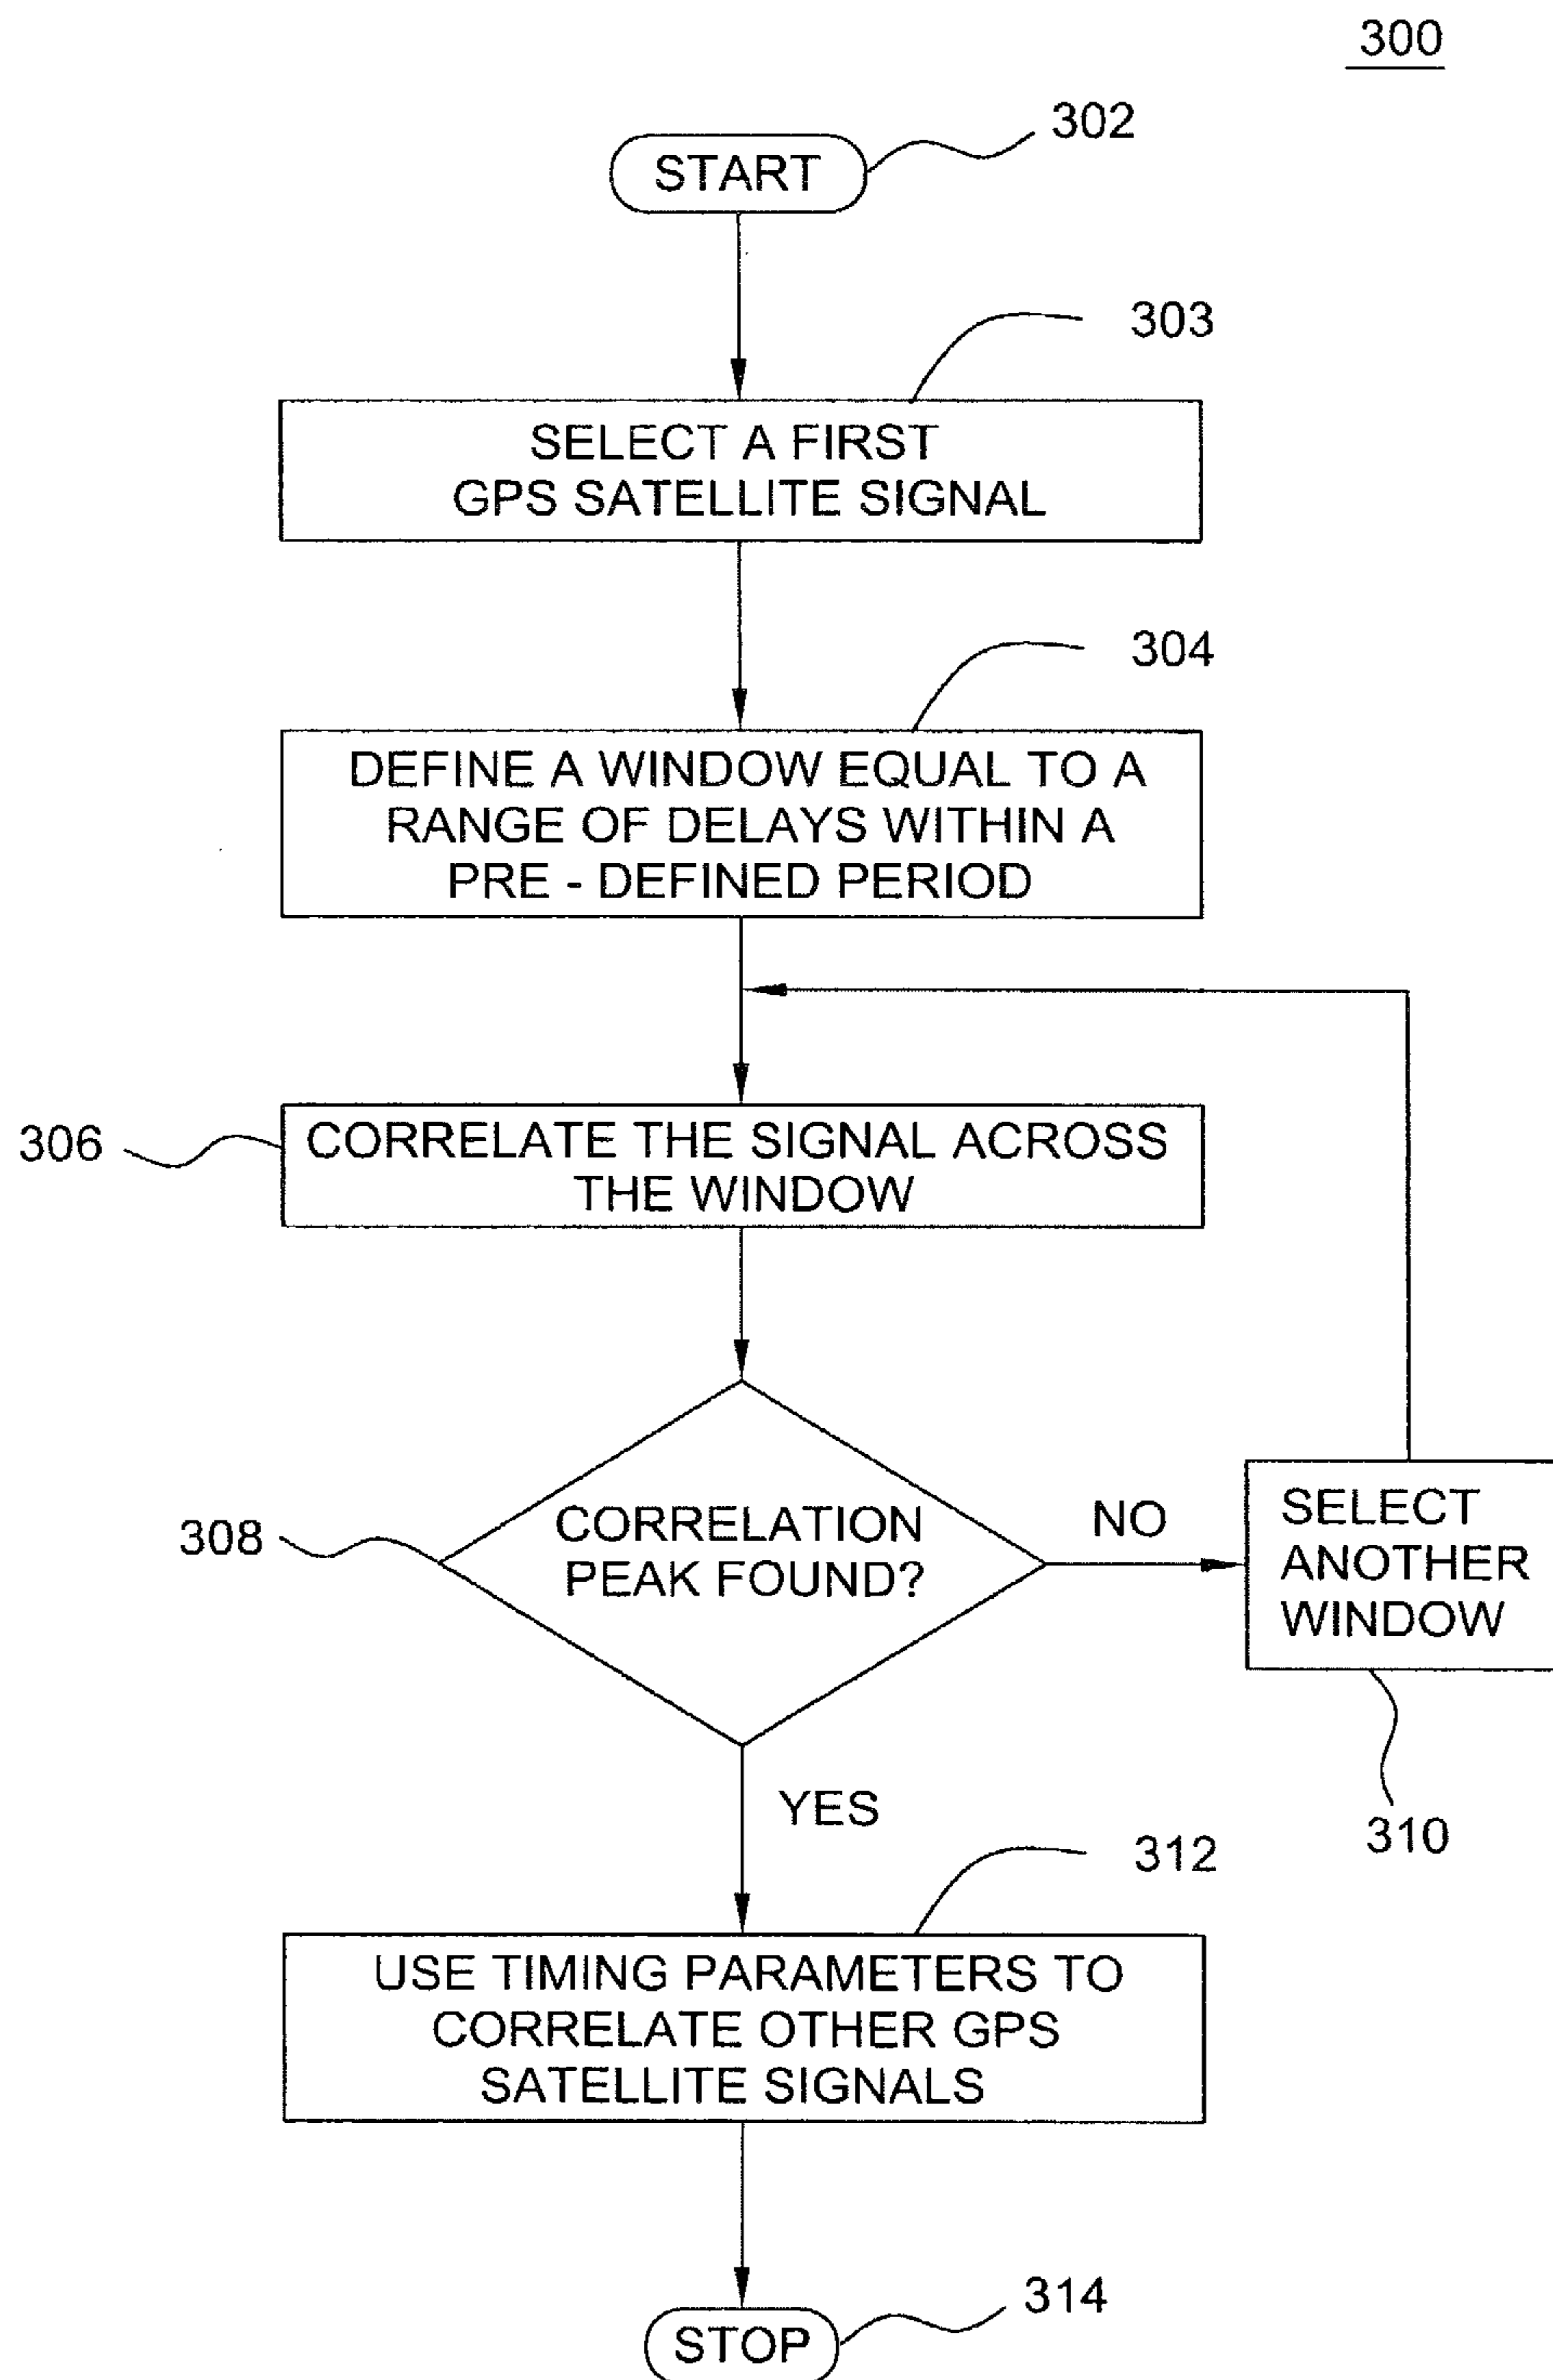 300
302
START
303
SELECT A FIRST
GPS SATELLITE SIGNAL
304
DEFINE A WINDOW EQUAL TO A
RANGE OF DELAYS WITHIN A
PRE - DEFINED PERIOD
306
CORRELATE THE SIGNAL ACROSS
THE WINDOW
308
CORRELATION
PEAK FOUND?
NO
SELECT
ANOTHER
WINDOW
310
YES
312
USE TIMING PARAMETERS TO
CORRELATE OTHER GPS
SATELLITE SIGNALS
314
STOP